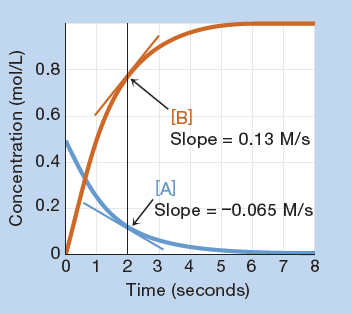 Concentration (mol/L)
0.8
0.6
0.4
0.2
0
[B]
Slope = 0.13 M/s
[A]
Slope = −0.065 M/s
0 1 2 3 4 5 6 7 8
Time (seconds)